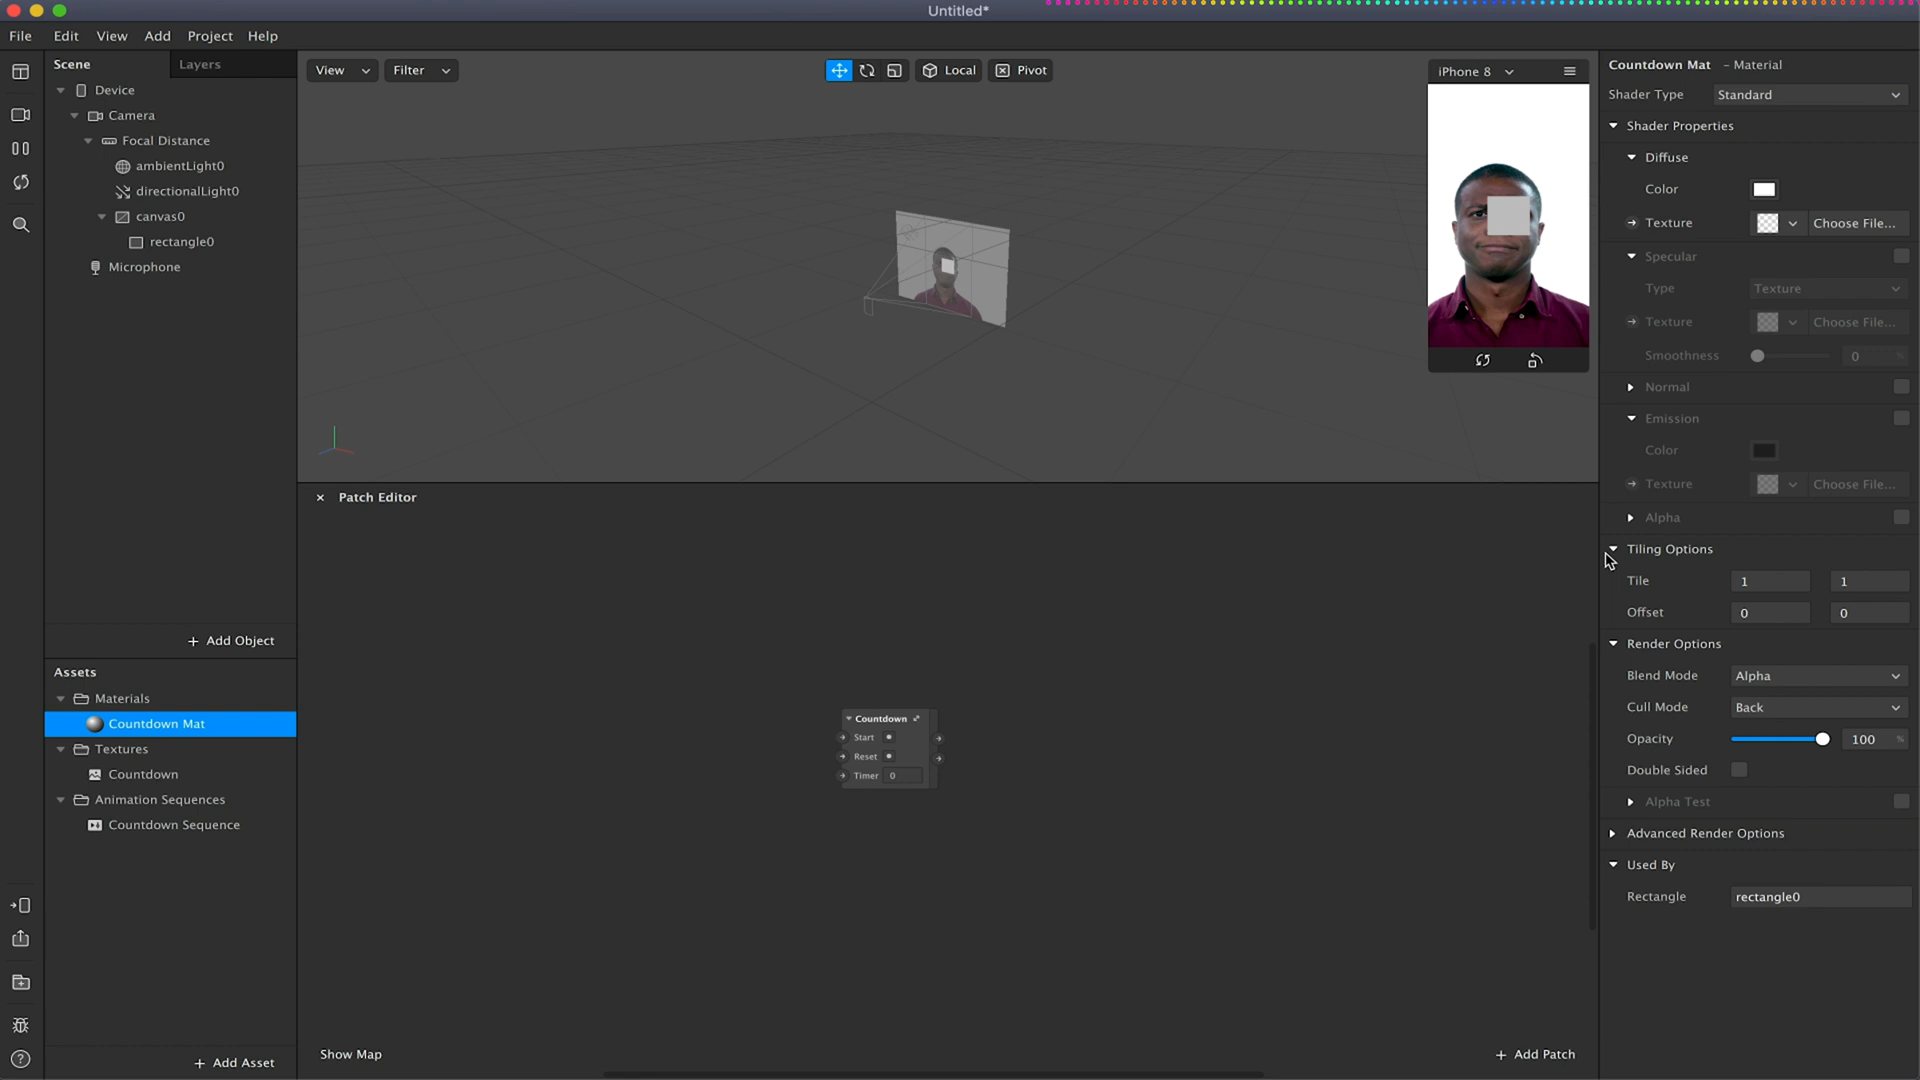 Untitled*
File Edit View Add Project Help
Scene Layers
Device
Camera
Focal Distance
ambientLight0
directionalLight0
canvas0
rectangle0
Microphone
+ Add Object
Assets
Materials
Countdown Mat
Textures
Countdown
Animation Sequences
Countdown Sequence
+ Add Asset
View Filter Local Pivot
iPhone 8
Patch Editor
Countdown
Start
Reset
Timer 0
Show Map
+ Add Patch
Countdown Mat - Material
Shader Type Standard
Shader Properties
Diffuse
Color
Texture Choose File...
Specular
Type Texture
Texture Choose File...
Smoothness 0 %
Normal
Emission
Color
Texture Choose File...
Alpha
Tiling Options
Tile 1 1
Offset 0 0
Render Options
Blend Mode Alpha
Cull Mode Back
Opacity 100 %
Double Sided
Alpha Test
Advanced Render Options
Used By
Rectangle rectangle0